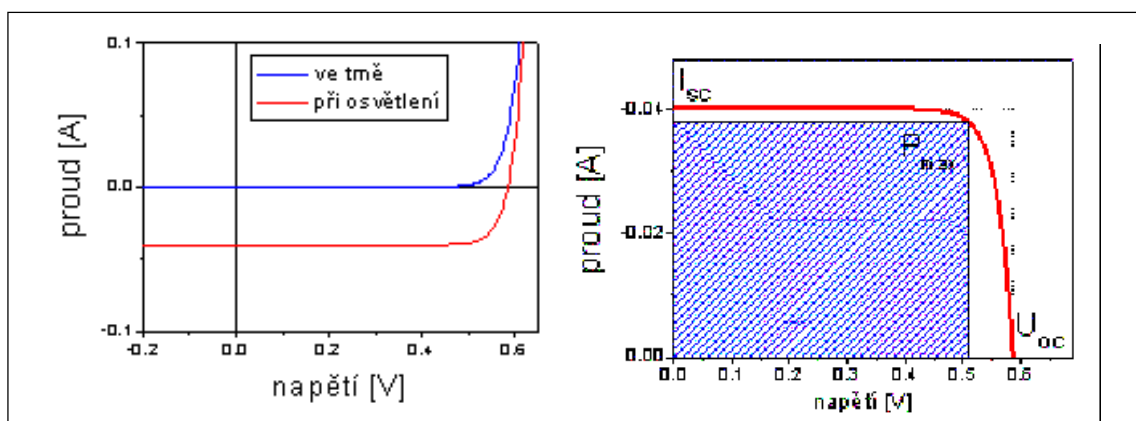 0.1
0.0
-0.1
proud [A]
ve tmě
při osvětlení
-0.2 0.0 0.2 0.4 0.6
napětí [V]
I sc
-0.04
-0.02
0.00
proud [A]
P
U oc
0.0 0.1 0.2 0.3 0.4 0.5 0.6
napětí [V]